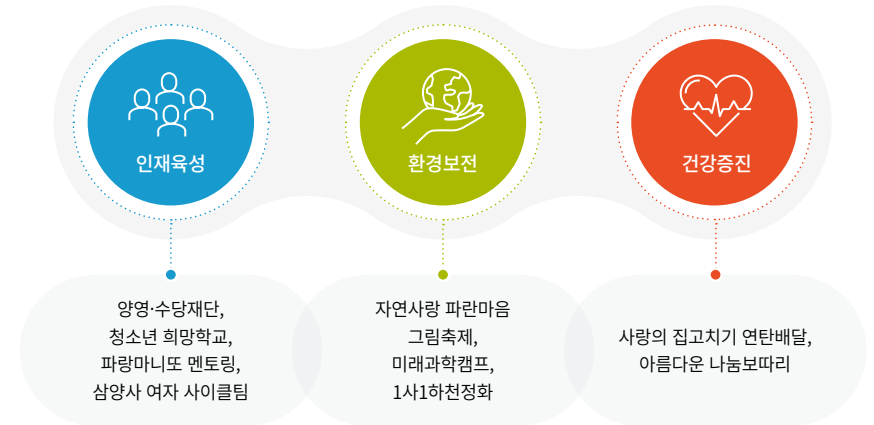 인재육성
환경보전
건강증진
양영·수당재단,
청소년 희망학교,
파랑마니또 멘토링,
삼양사 여자 사이클팀
자연사랑 파란마음
그림축제,
미래과학캠프,
1사1하천정화
사랑의 집고치기 연탄배달,
아름다운 나눔보따리